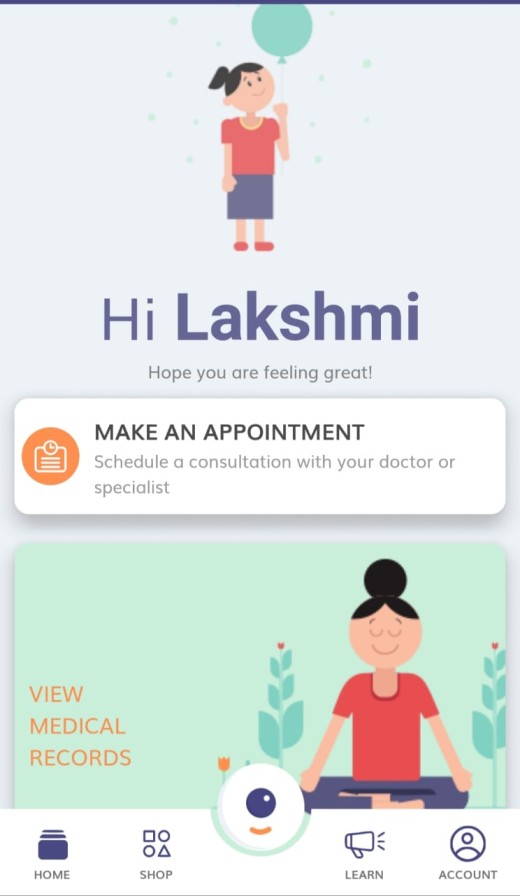 Hi Lakshmi
Hope you are feeling great!
MAKE AN APPOINTMENT
Schedule a consultation with your doctor or
specialist
VIEW
MEDICAL
RECORDS
HOME
SHOP
LEARN
ACCOUNT